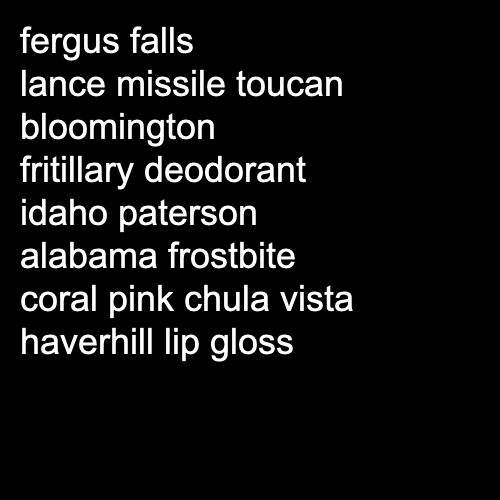 fergus falls
lance missile toucan
bloomington
fritillary deodorant
idaho paterson
alabama frostbite
coral pink chula vista
haverhill lip gloss